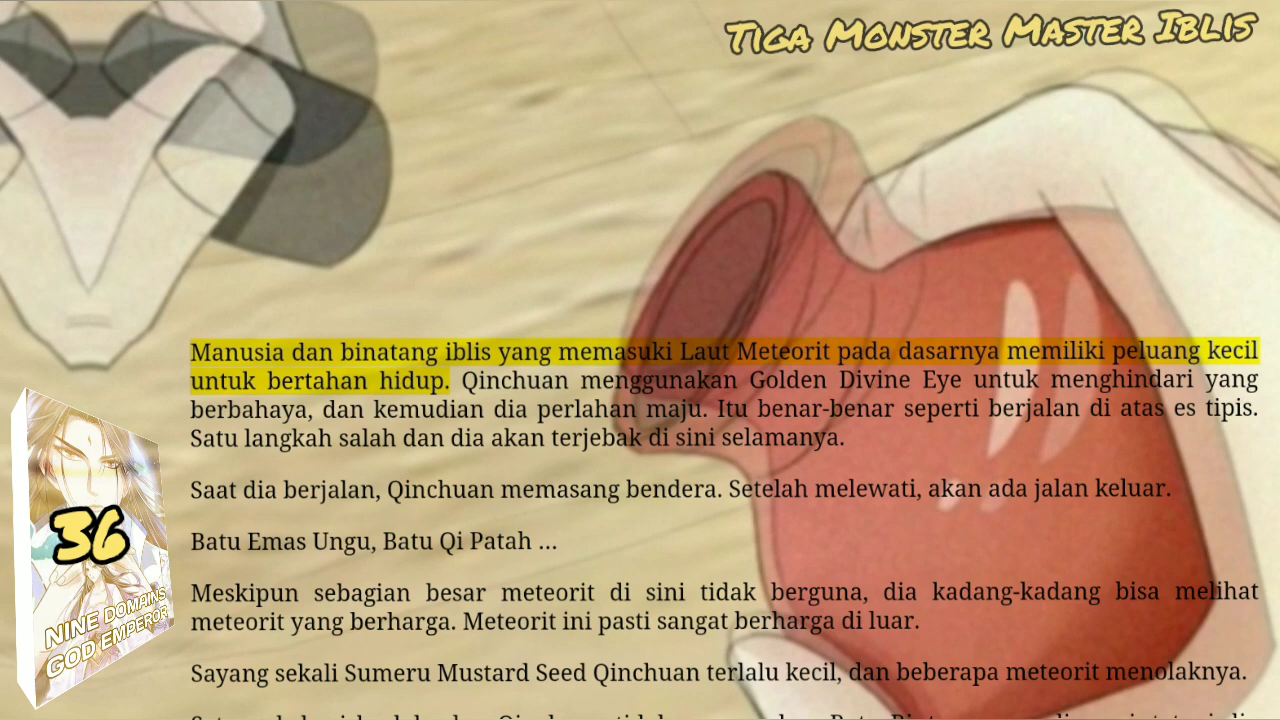 Tiga Monster Master Iblis
Manusia dan binatang iblis yang memasuki Laut Meteorit pada dasarnya memiliki peluang kecil
untuk bertahan hidup. Qinchuan menggunakan Golden Divine Eye untuk menghindari yang
berbahaya, dan kemudian dia perlahan maju. Itu benar-benar seperti berjalan di atas es tipis.
Satu langkah salah dan dia akan terjebak di sini selamanya.
Saat dia berjalan, Qinchuan memasang bendera. Setelah melewati, akan ada jalan keluar.
Batu Emas Ungu, Batu Qi Patah ...
Meskipun sebagian besar meteorit di sini tidak berguna, dia kadang-kadang bisa melihat
meteorit yang berharga. Meteorit ini pasti sangat berharga di luar.
Sayang sekali Sumeru Mustard Seed Qinchuan terlalu kecil, dan beberapa meteorit menolaknya.
36
NINE DOMAINS
GOD EMPEROR